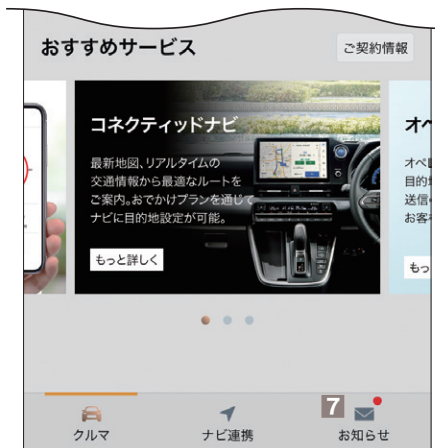 おすすめサービス
ご契約情報
コネクティッドナビ
最新地図、リアルタイムの
交通情報から最適なルートを
ご案内。おでかけプランを通じて
ナビに目的地設定が可能。
もっと詳しく
オペ
オペ
目的地
送信
お客
もっ
7
クルマ
ナビ連携
お知らせ